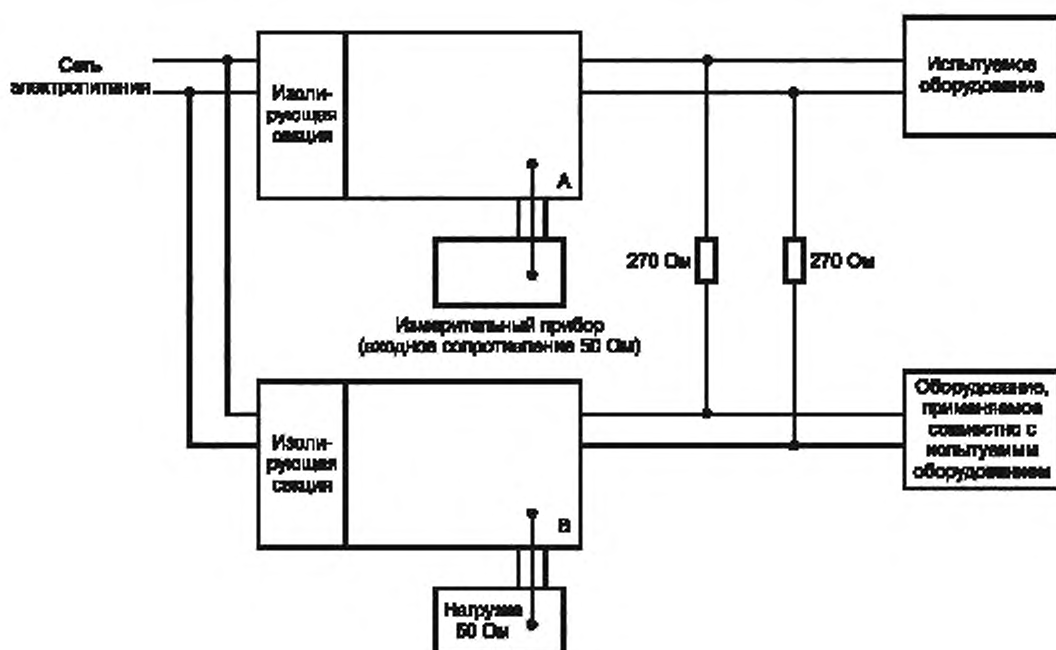 Сеть
электропитания
Изоли-
рующая
секция
А
Испытуемое
оборудование
270 Ом
270 Ом
Измерительный прибор
(входное сопротивление 50 Ом)
Изоли-
рующая
секция
В
Оборудование,
применяемое
совместно с
испытуемым
оборудованием
Нагрузка
50 Ом